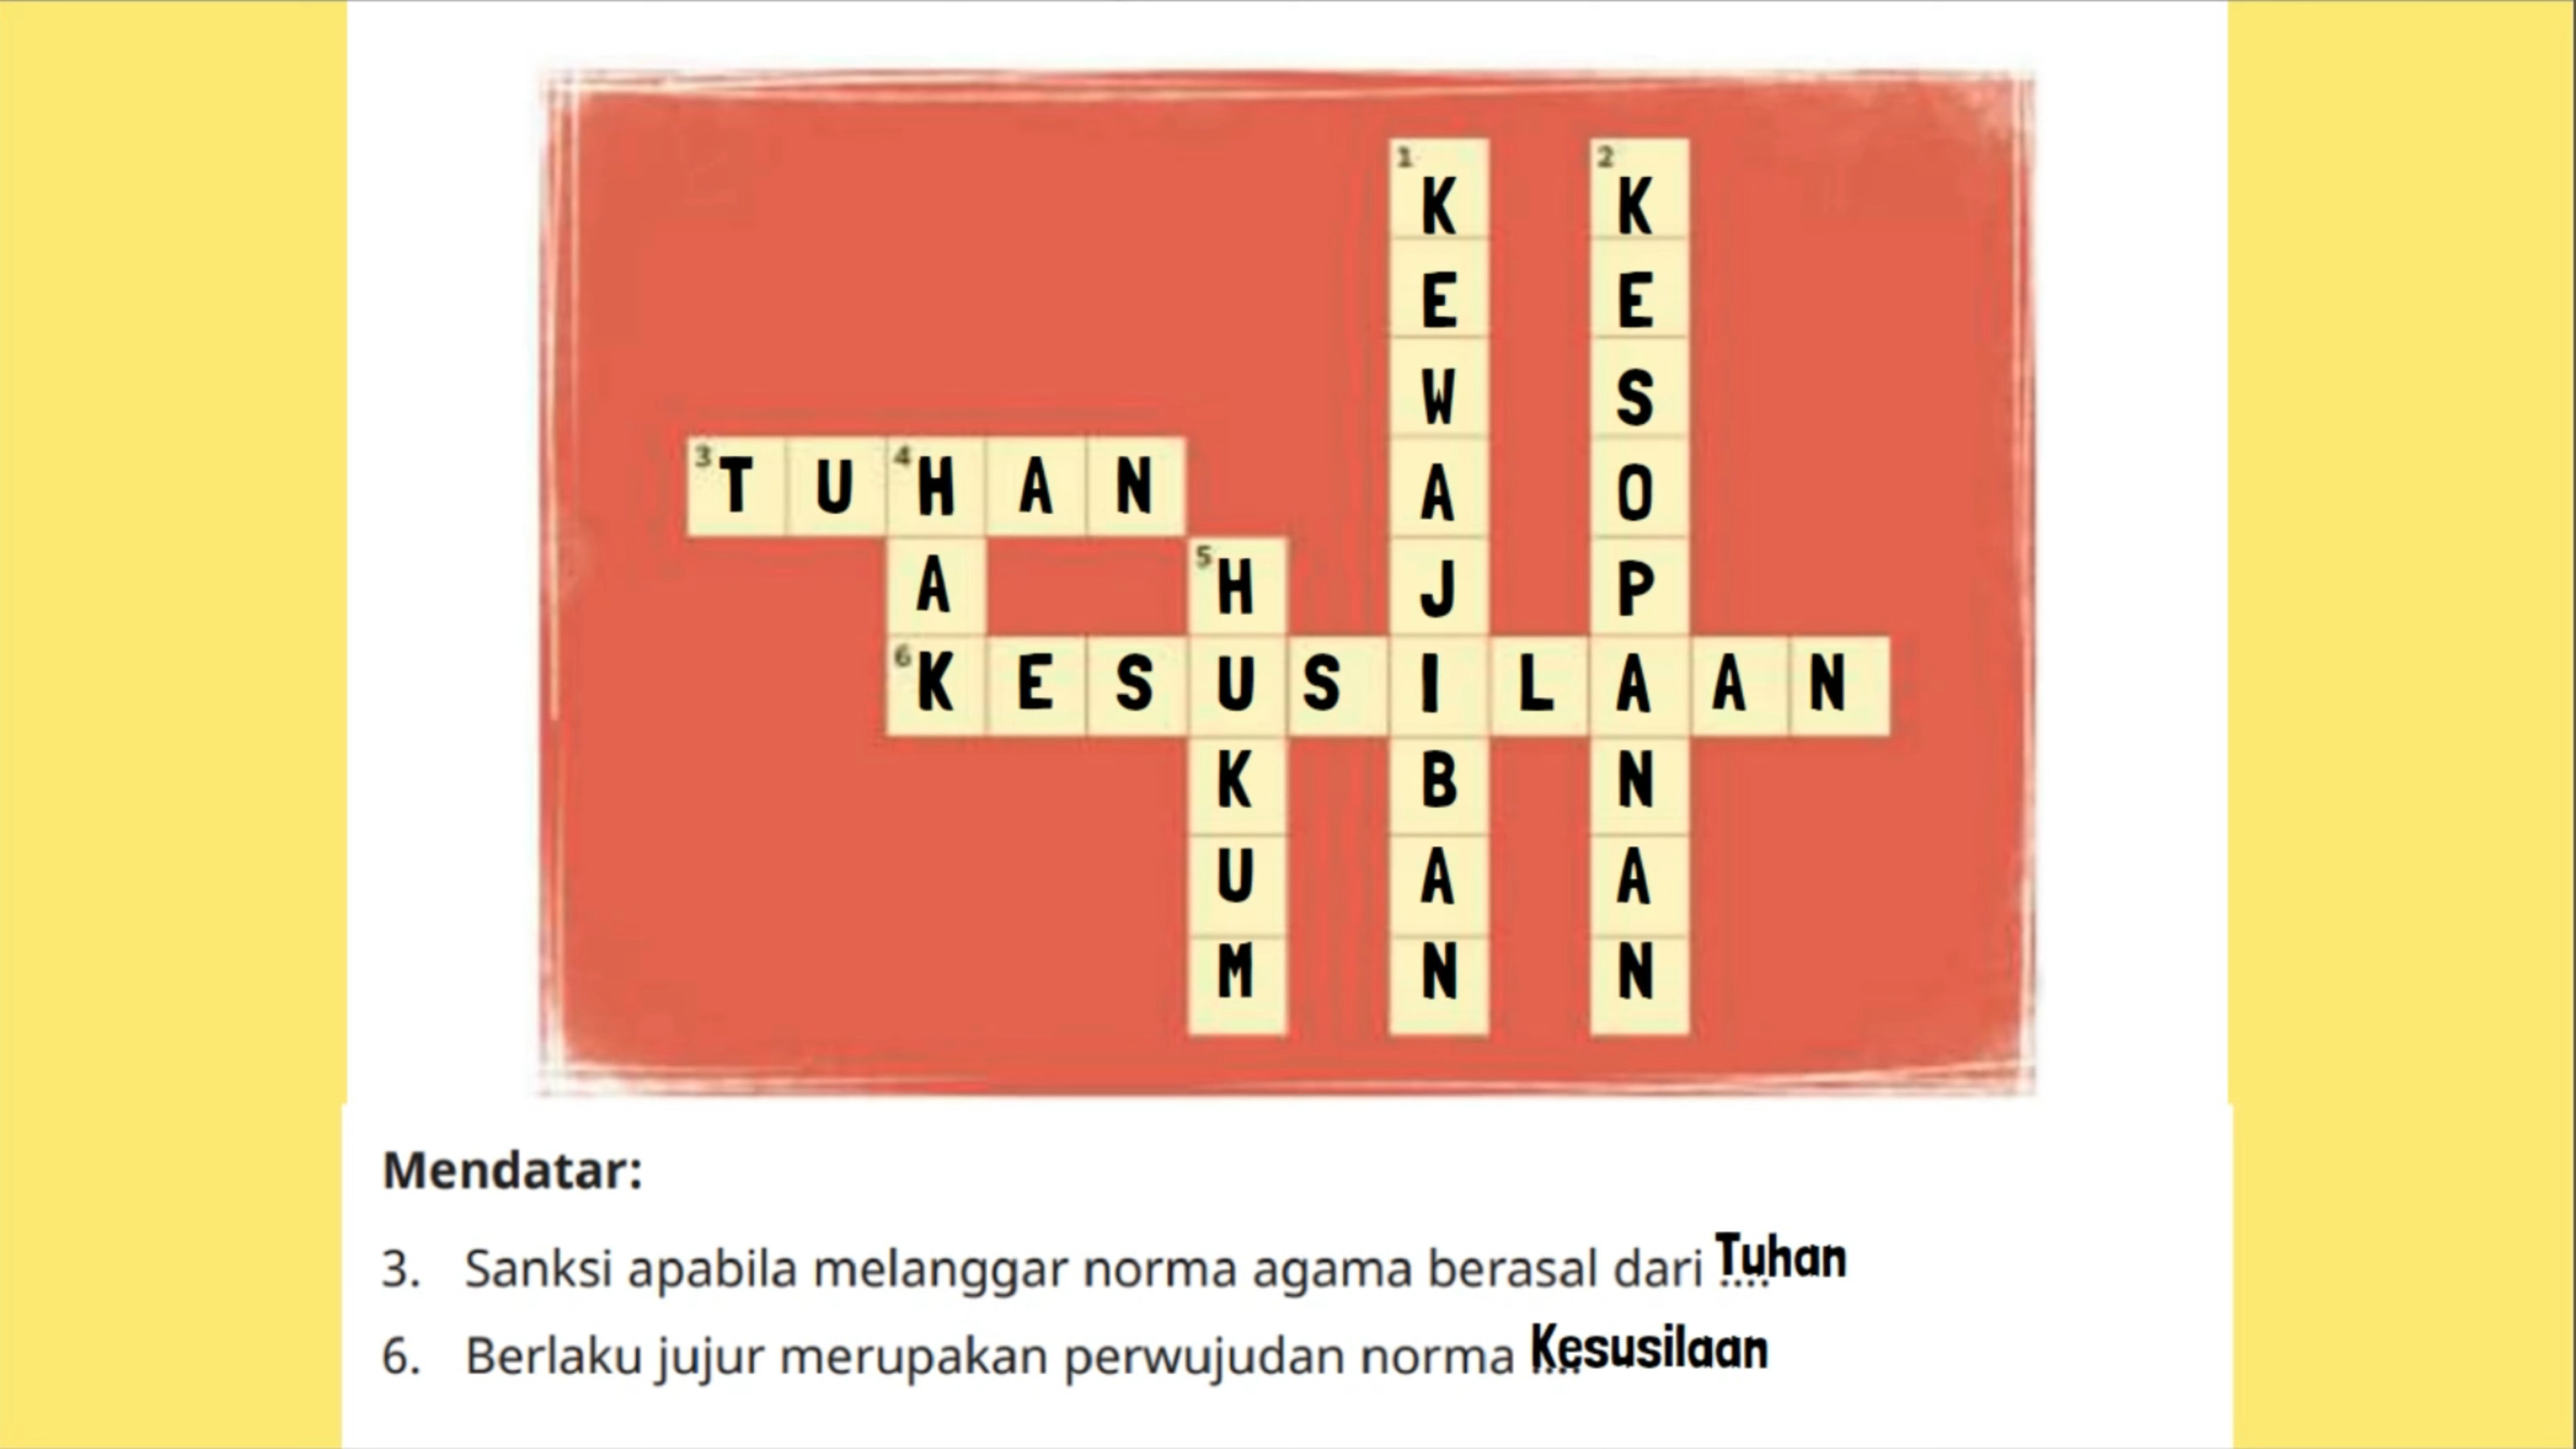 1 2
K K
E E
W S
3 T U 4 H A N A O
A 5 H J P
6 K E S U S I L A A N
K B N
U A A
M N N
Mendatar:
3. Sanksi apabila melanggar norma agama berasal dari .... Tuhan
6. Berlaku jujur merupakan perwujudan norma .... Kesusilaan